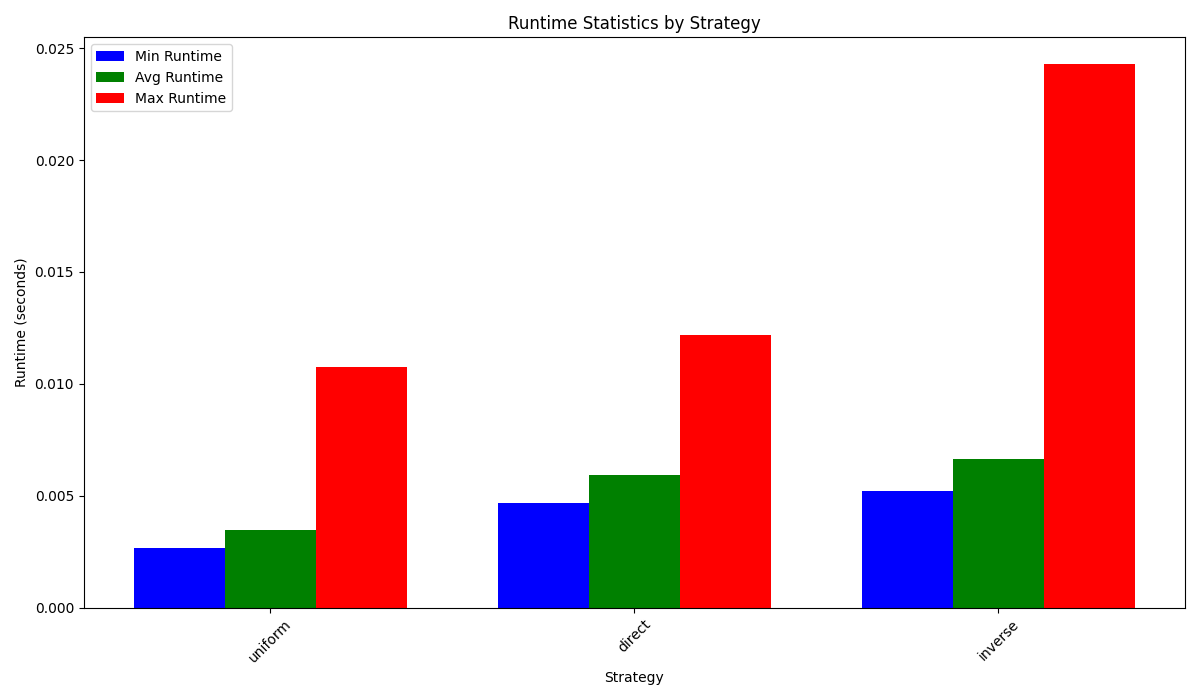 Runtime Statistics by Strategy
Min Runtime
Avg Runtime
Max Runtime
Runtime (seconds)
0.025
0.020
0.015
0.010
0.005
0.000
uniform
direct
inverse
Strategy